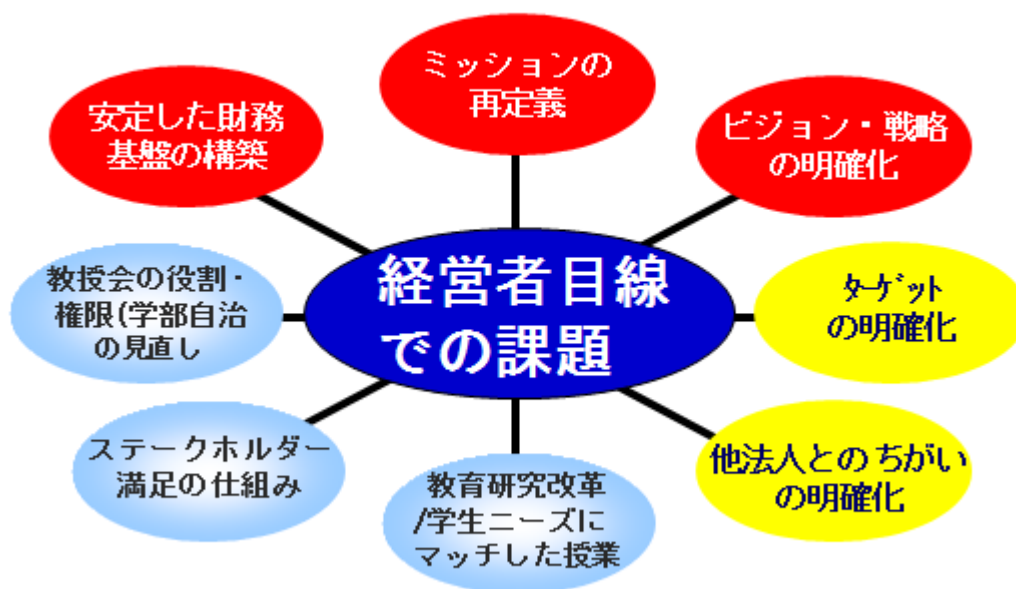 ミッションの
再定義
安定した財務
基盤の構築
ビジョン・戦略
の明確化
経営者目線
での課題
教授会の役割・
権限(学部自治
の見直し
ターゲット
の明確化
ステークホルダー
満足の仕組み
教育研究改革
/学生ニーズに
マッチした授業
他法人とのちがい
の明確化